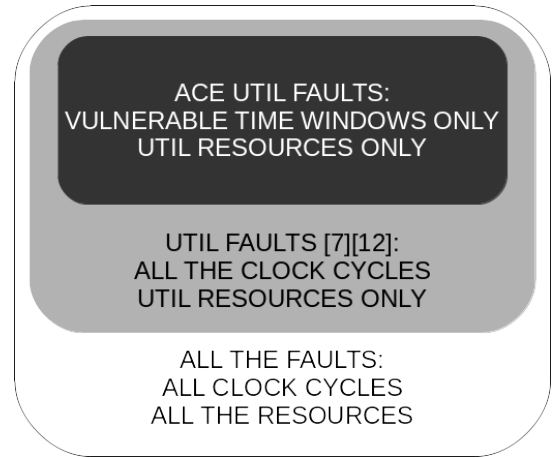 ACE UTIL FAULTS:
VULNERABLE TIME WINDOWS ONLY
UTIL RESOURCES ONLY
UTIL FAULTS [7][12]:
ALL THE CLOCK CYCLES
UTIL RESOURCES ONLY
ALL THE FAULTS:
ALL CLOCK CYCLES
ALL THE RESOURCES